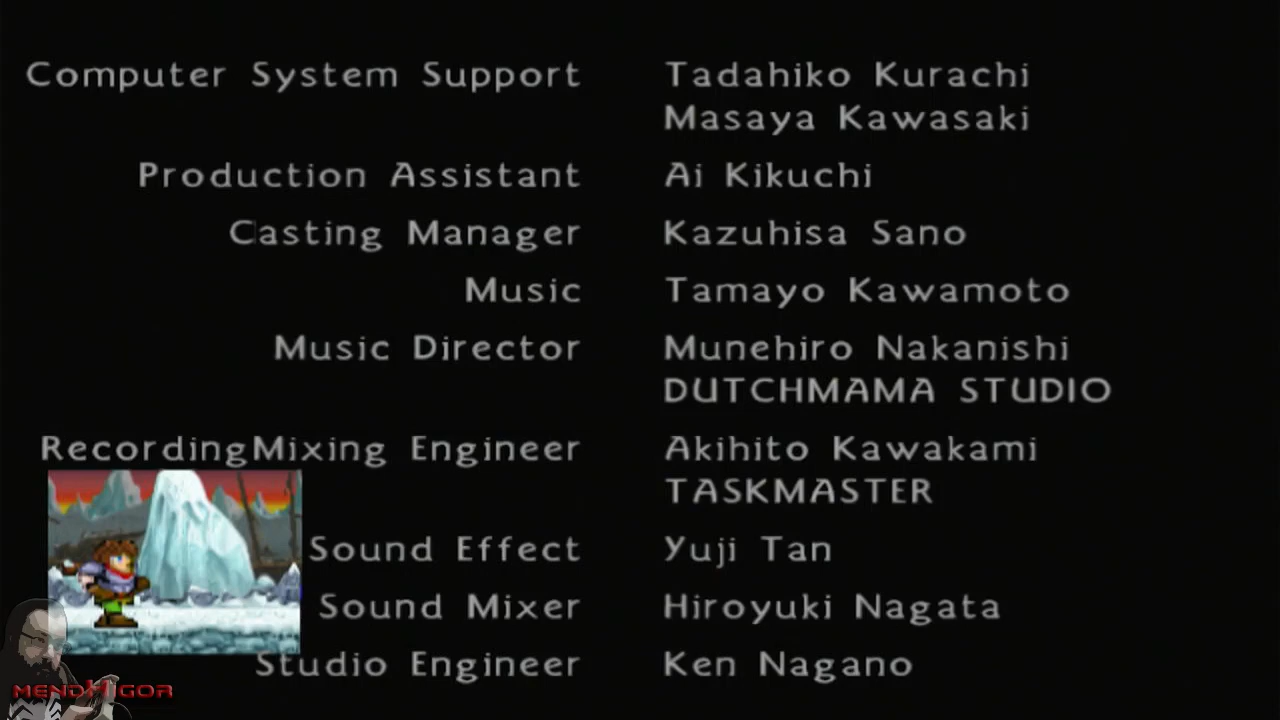 Computer System Support Tadahiko Kurachi
Masaya Kawasaki
Production Assistant Ai Kikuchi
Casting Manager Kazuhisa Sano
Music Tamayo Kawamoto
Music Director Munehiro Nakanishi
DUTCHMAMA STUDIO
RecordingMixing Engineer Akihito Kawakami
TASKMASTER
Sound Effect Yuji Tan
Sound Mixer Hiroyuki Nagata
Studio Engineer Ken Nagano
MENDHIGOR